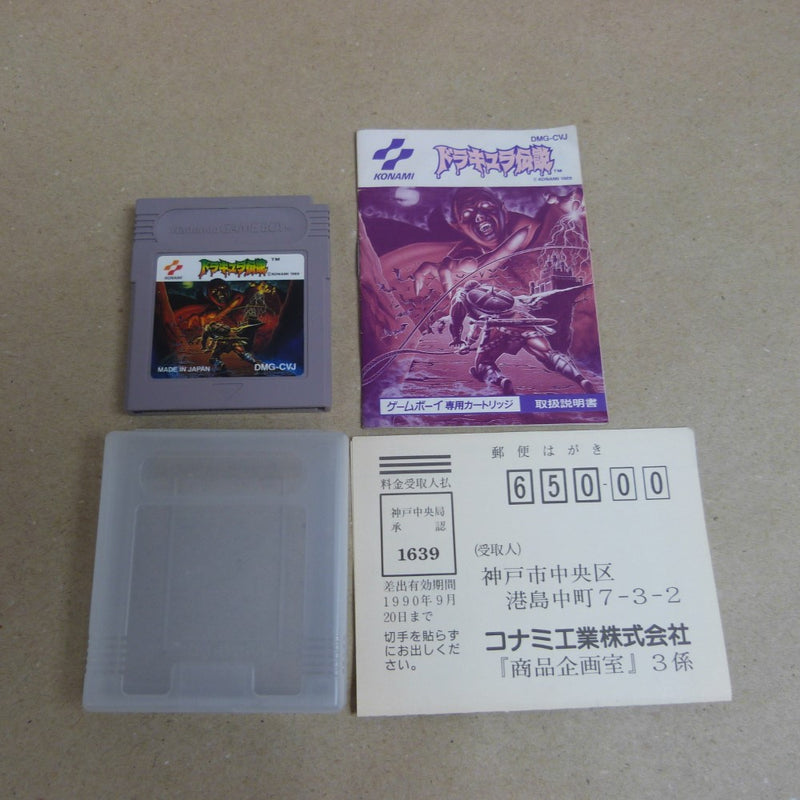 Nintendo GAME BOY™
KONAMI
ドラキュラ伝説™
©KONAMI 1989
MADE IN JAPAN
DMG-CVJ
DMG-CVJ
KONAMI
ドラキュラ伝説™
©KONAMI 1989
ゲームボーイ専用カートリッジ
取扱説明書
郵便はがき
650-00
料金受取人払
神戸中央局
承認
1639
差出有効期間
1990年9月
20日まで
切手を貼らず
にお出しくだ
さい。
(受取人)
神戸市中央区
港島中町7-3-2
コナミ工業株式会社
『商品企画室』3係